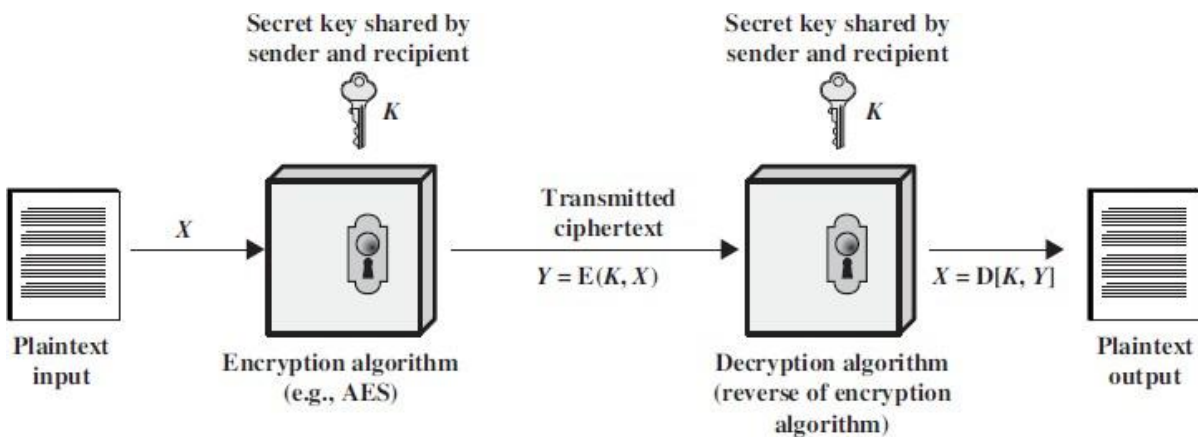 Secret key shared by
sender and recipient
K
Secret key shared by
sender and recipient
K
X
Transmitted
ciphertext
Y = E(K, X)
X = D[K, Y]
Plaintext
input
Encryption algorithm
(e.g., AES)
Decryption algorithm
(reverse of encryption
algorithm)
Plaintext
output